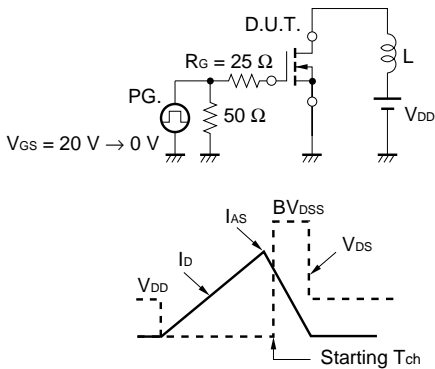 D.U.T.
RG = 25 Ω
L
PG.
50 Ω
VDD
VGS = 20 V → 0 V
BVDSS
IAS
ID
VDS
VDD
Starting Tch